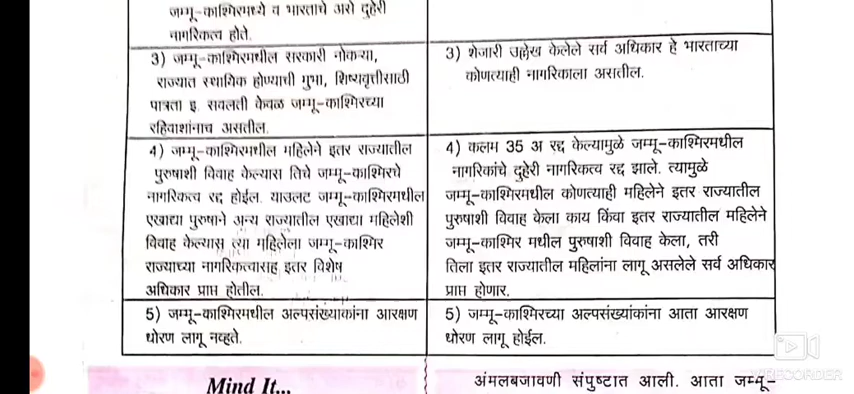 जम्मू-काश्मिरमध्ये व भारताचे असे दुहेरी
नागरिकत्व होते.
3) जम्मू-काश्मिरमधील सरकारी नोकऱ्या,
राज्यात स्थायिक होण्याची मुभा, शिष्यवृत्तीसाठी
पात्रता इ. सवलती केवळ जम्मू-काश्मिरच्या
रहिवाशांनाच असतील.
3) शेजारी उल्लेख केलेले सर्व अधिकार हे भारताच्या
कोणत्याही नागरिकाला असतील.
4) जम्मू-काश्मिरमधील महिलेने इतर राज्यातील
पुरुषाशी विवाह केल्यास तिचे जम्मू-काश्मिरचे
नागरिकत्व रद्द होईल. याउलट जम्मू-काश्मिरमधील
एखाद्या पुरुषाने अन्य राज्यातील एखाद्या महिलेशी
विवाह केल्यास त्या महिलेला जम्मू-काश्मिर
राज्याच्या नागरिकत्वासह इतर विशेष
अधिकार प्राप्त होतील.
4) कलम 35 अ रद्द केल्यामुळे जम्मू-काश्मिरमधील
नागरिकांचे दुहेरी नागरिकत्व रद्द झाले. त्यामुळे
जम्मू-काश्मिरमधील कोणत्याही महिलेने इतर राज्यातील
पुरुषाशी विवाह केला काय किंवा इतर राज्यातील महिलेने
जम्मू-काश्मिर मधील पुरुषाशी विवाह केला, तरी
तिला इतर राज्यातील महिलांना लागू असलेले सर्व अधिकार
प्राप्त होणार.
5) जम्मू-काश्मिरमधील अल्पसंख्यांकांना आरक्षण
धोरण लागू नव्हते.
5) जम्मू-काश्मिरच्या अल्पसंख्यांकांना आता आरक्षण
धोरण लागू होईल.
Mind It...
अंमलबजावणी संपुष्टात आली. आता जम्मू-
VIRECORDER